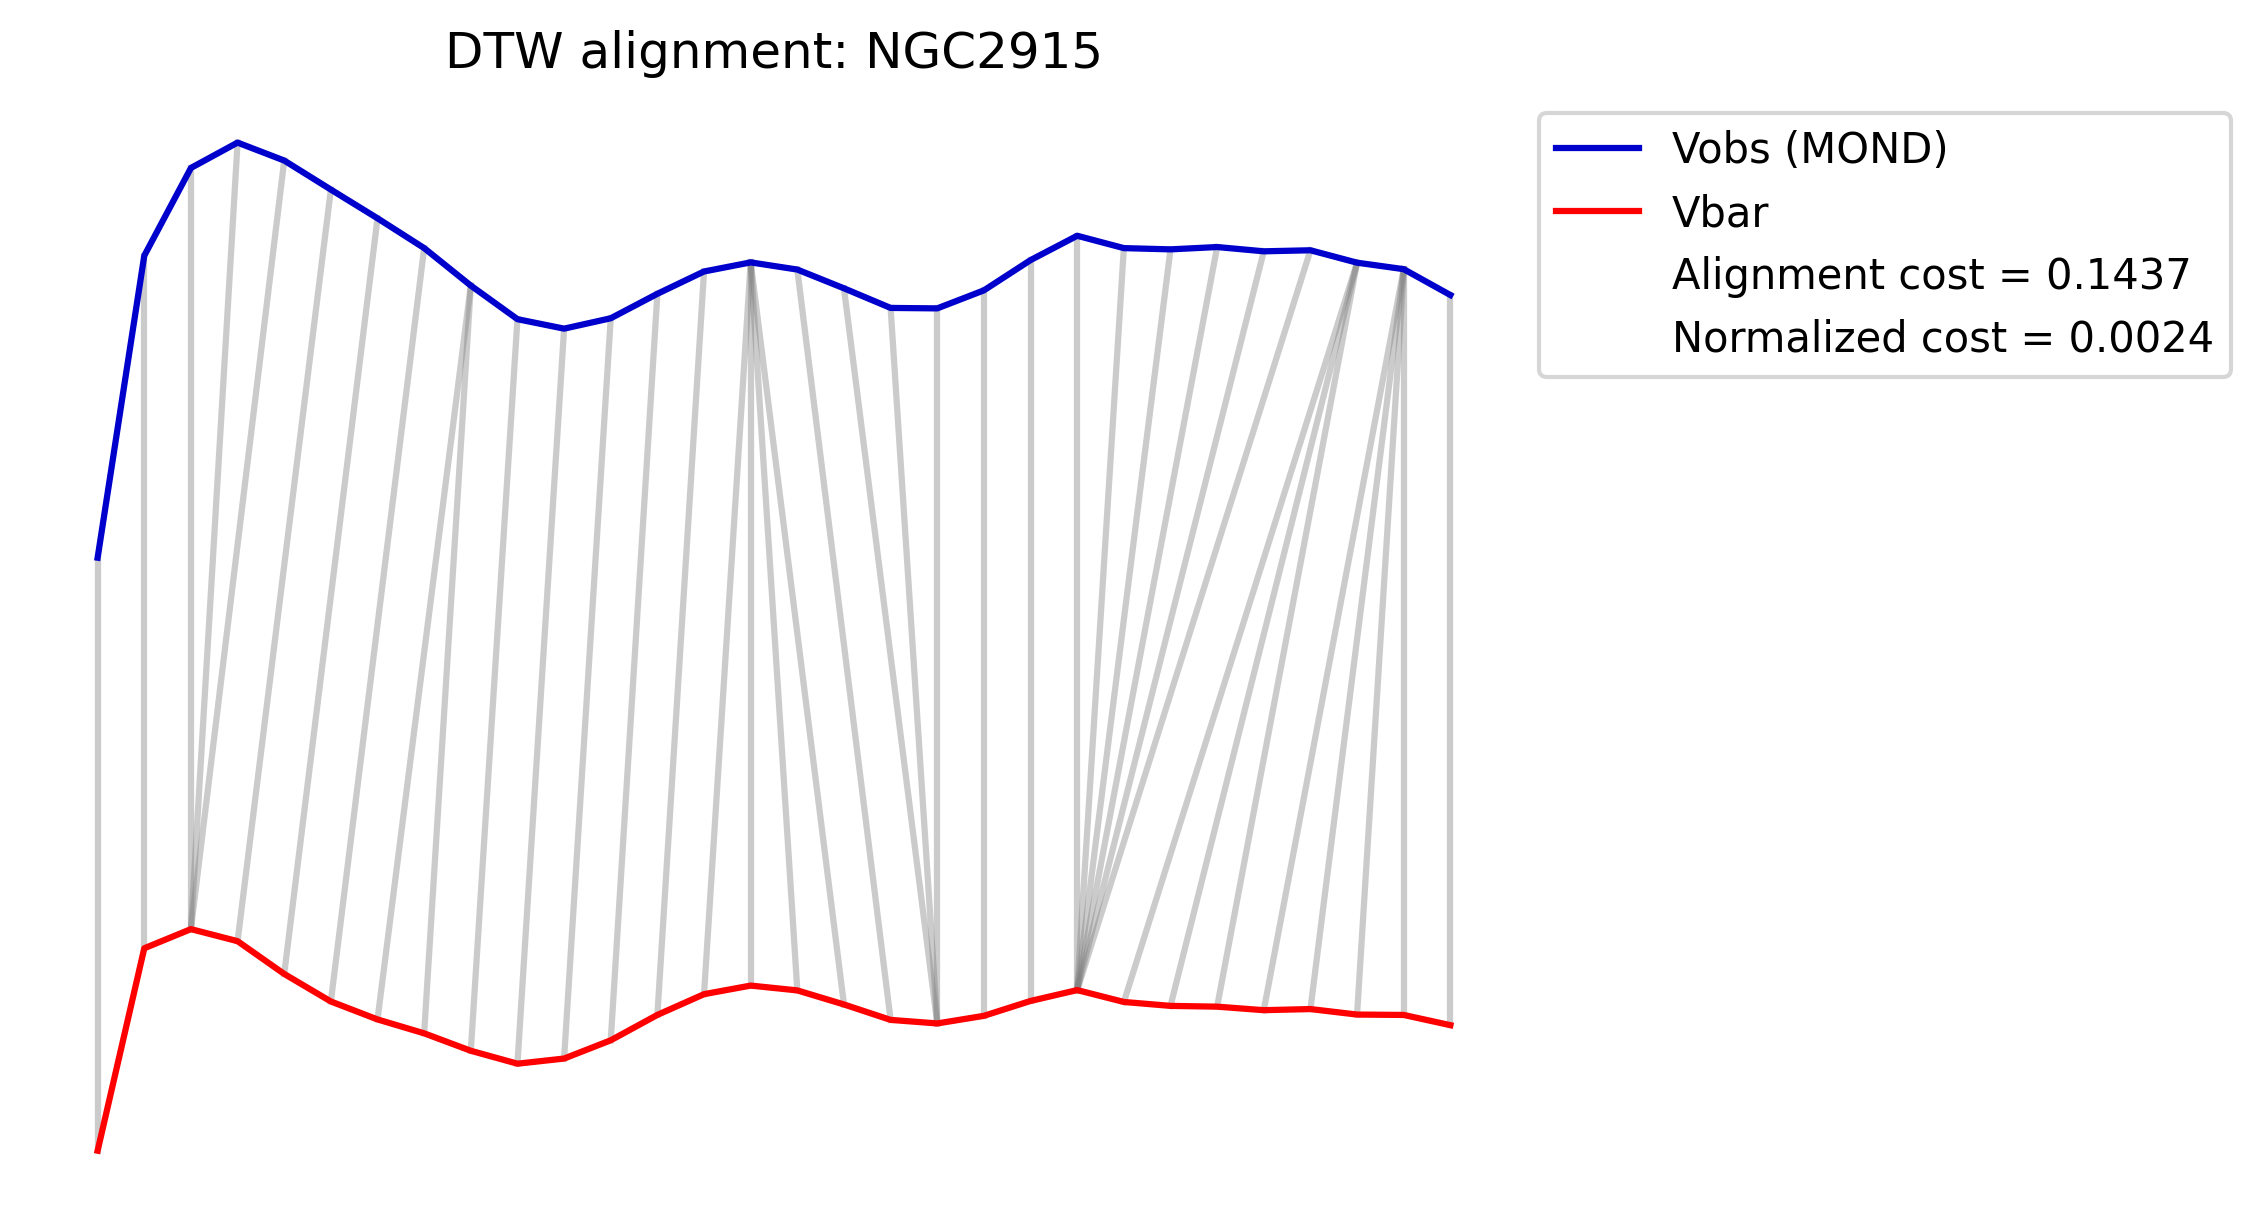 DTW alignment: NGC2915
Vobs (MOND)
Vbar
Alignment cost = 0.1437
Normalized cost = 0.0024